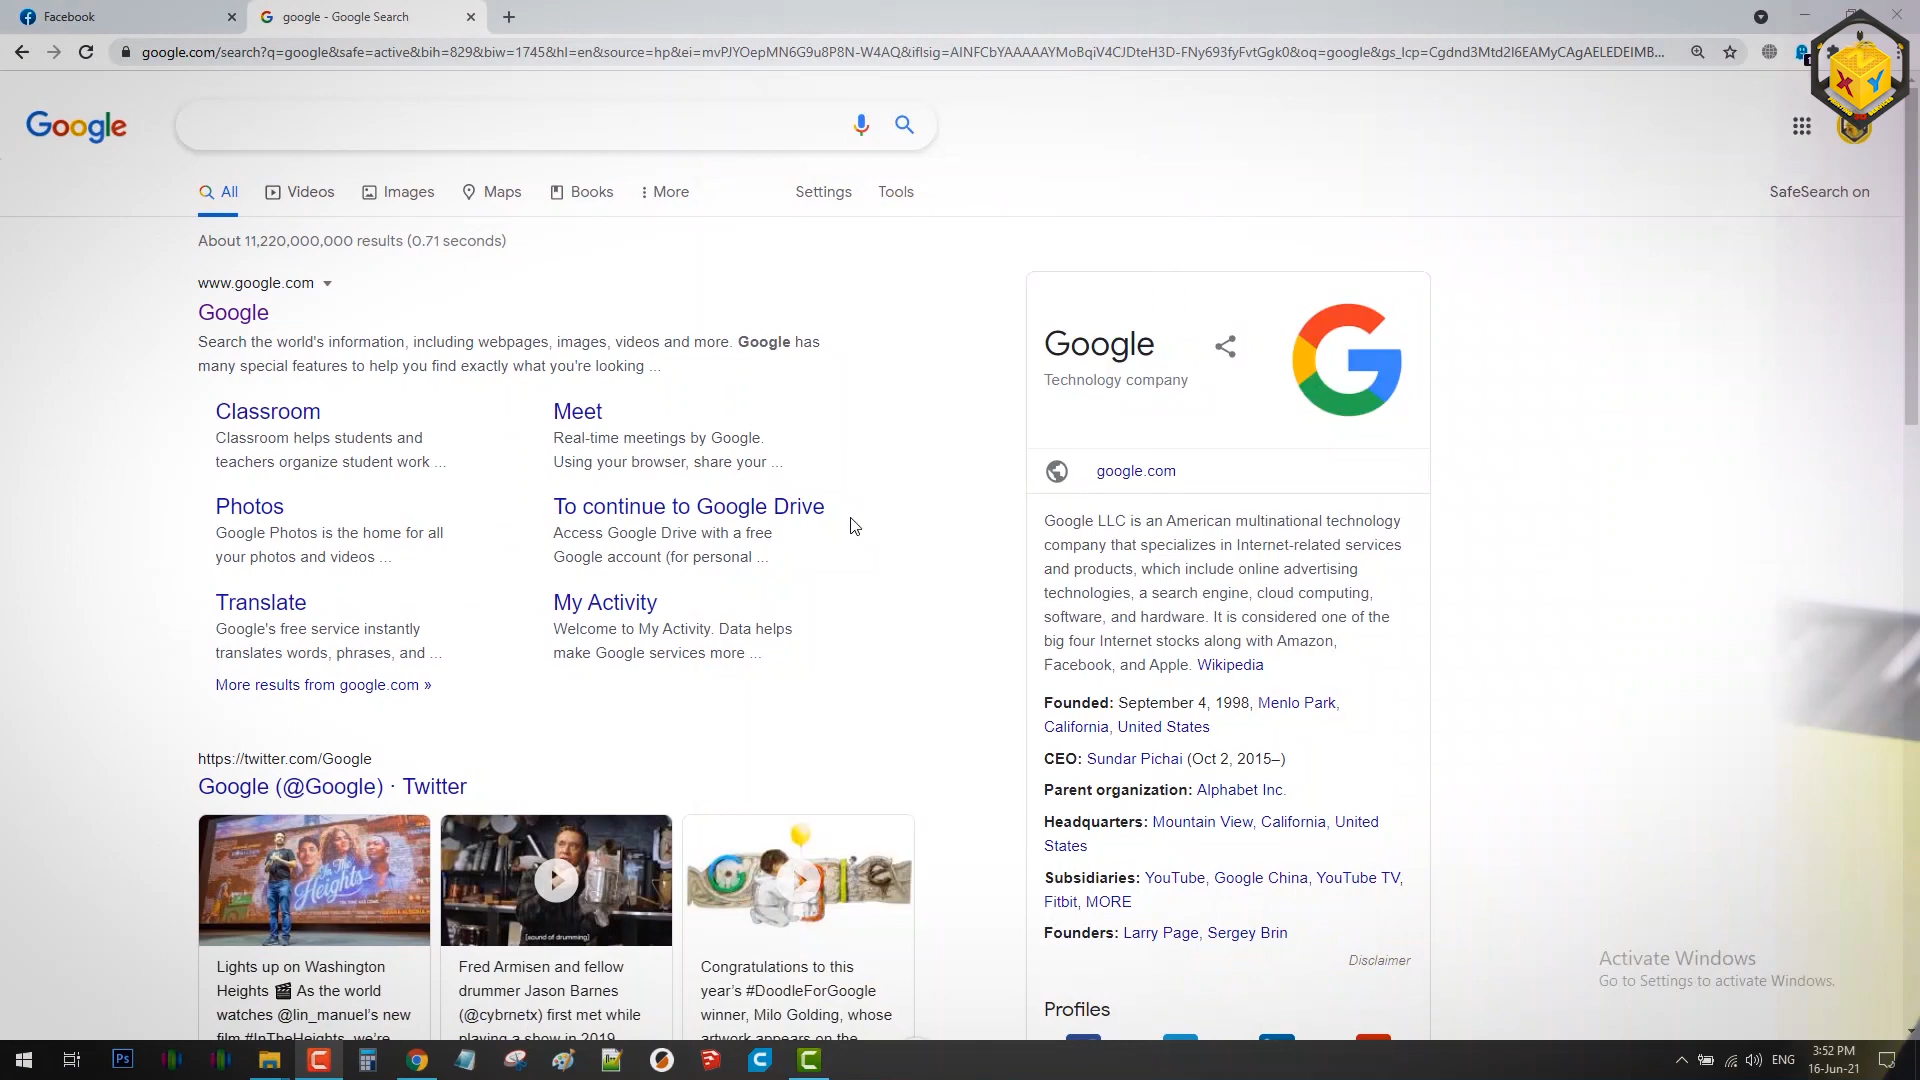 Facebook
google - Google Search
google.com/search?q=google&safe=active&bih=829&biw=1745&hl=en&source=hp&ei=mvPJYOepMN6G9u8P8N-W4AQ&iflsig=AINFCbYAAAAAYMoBqiV4CJDteH3D-FNy693fyFvtGgk0&oq=google&gs_lcp=Cgdnd3Mtd2l6EAMyCAgAELEDEIMB...
X Y
Google
All
Videos
Images
Maps
Books
More
Settings
Tools
SafeSearch on
About 11,220,000,000 results (0.71 seconds)
www.google.com
Google
Search the world's information, including webpages, images, videos and more. Google has
many special features to help you find exactly what you're looking ...
Classroom
Classroom helps students and
teachers organize student work ...
Meet
Real-time meetings by Google.
Using your browser, share your ...
Photos
Google Photos is the home for all
your photos and videos ...
To continue to Google Drive
Access Google Drive with a free
Google account (for personal ...
Translate
Google's free service instantly
translates words, phrases, and ...
My Activity
Welcome to My Activity. Data helps
make Google services more ...
More results from google.com »
https://twitter.com/Google
Google (@Google) · Twitter
In The
Heights
[sound of drumming]
Lights up on Washington
Heights 🎬 As the world
watches @lin_manuel's new
film #InTheHeights, we're
Fred Armisen and fellow
drummer Jason Barnes
(@cybrnetx) first met while
playing a show in 2019
Congratulations to this
year's #DoodleForGoogle
winner, Milo Golding, whose
artwork appears on the
Google
Technology company
G
google.com
Google LLC is an American multinational technology
company that specializes in Internet-related services
and products, which include online advertising
technologies, a search engine, cloud computing,
software, and hardware. It is considered one of the
big four Internet stocks along with Amazon,
Facebook, and Apple. Wikipedia
Founded: September 4, 1998, Menlo Park,
California, United States
CEO: Sundar Pichai (Oct 2, 2015–)
Parent organization: Alphabet Inc.
Headquarters: Mountain View, California, United
States
Subsidiaries: YouTube, Google China, YouTube TV,
Fitbit, MORE
Founders: Larry Page, Sergey Brin
Disclaimer
Profiles
Activate Windows
Go to Settings to activate Windows.
Ps
ENG
3:52 PM
16-Jun-21